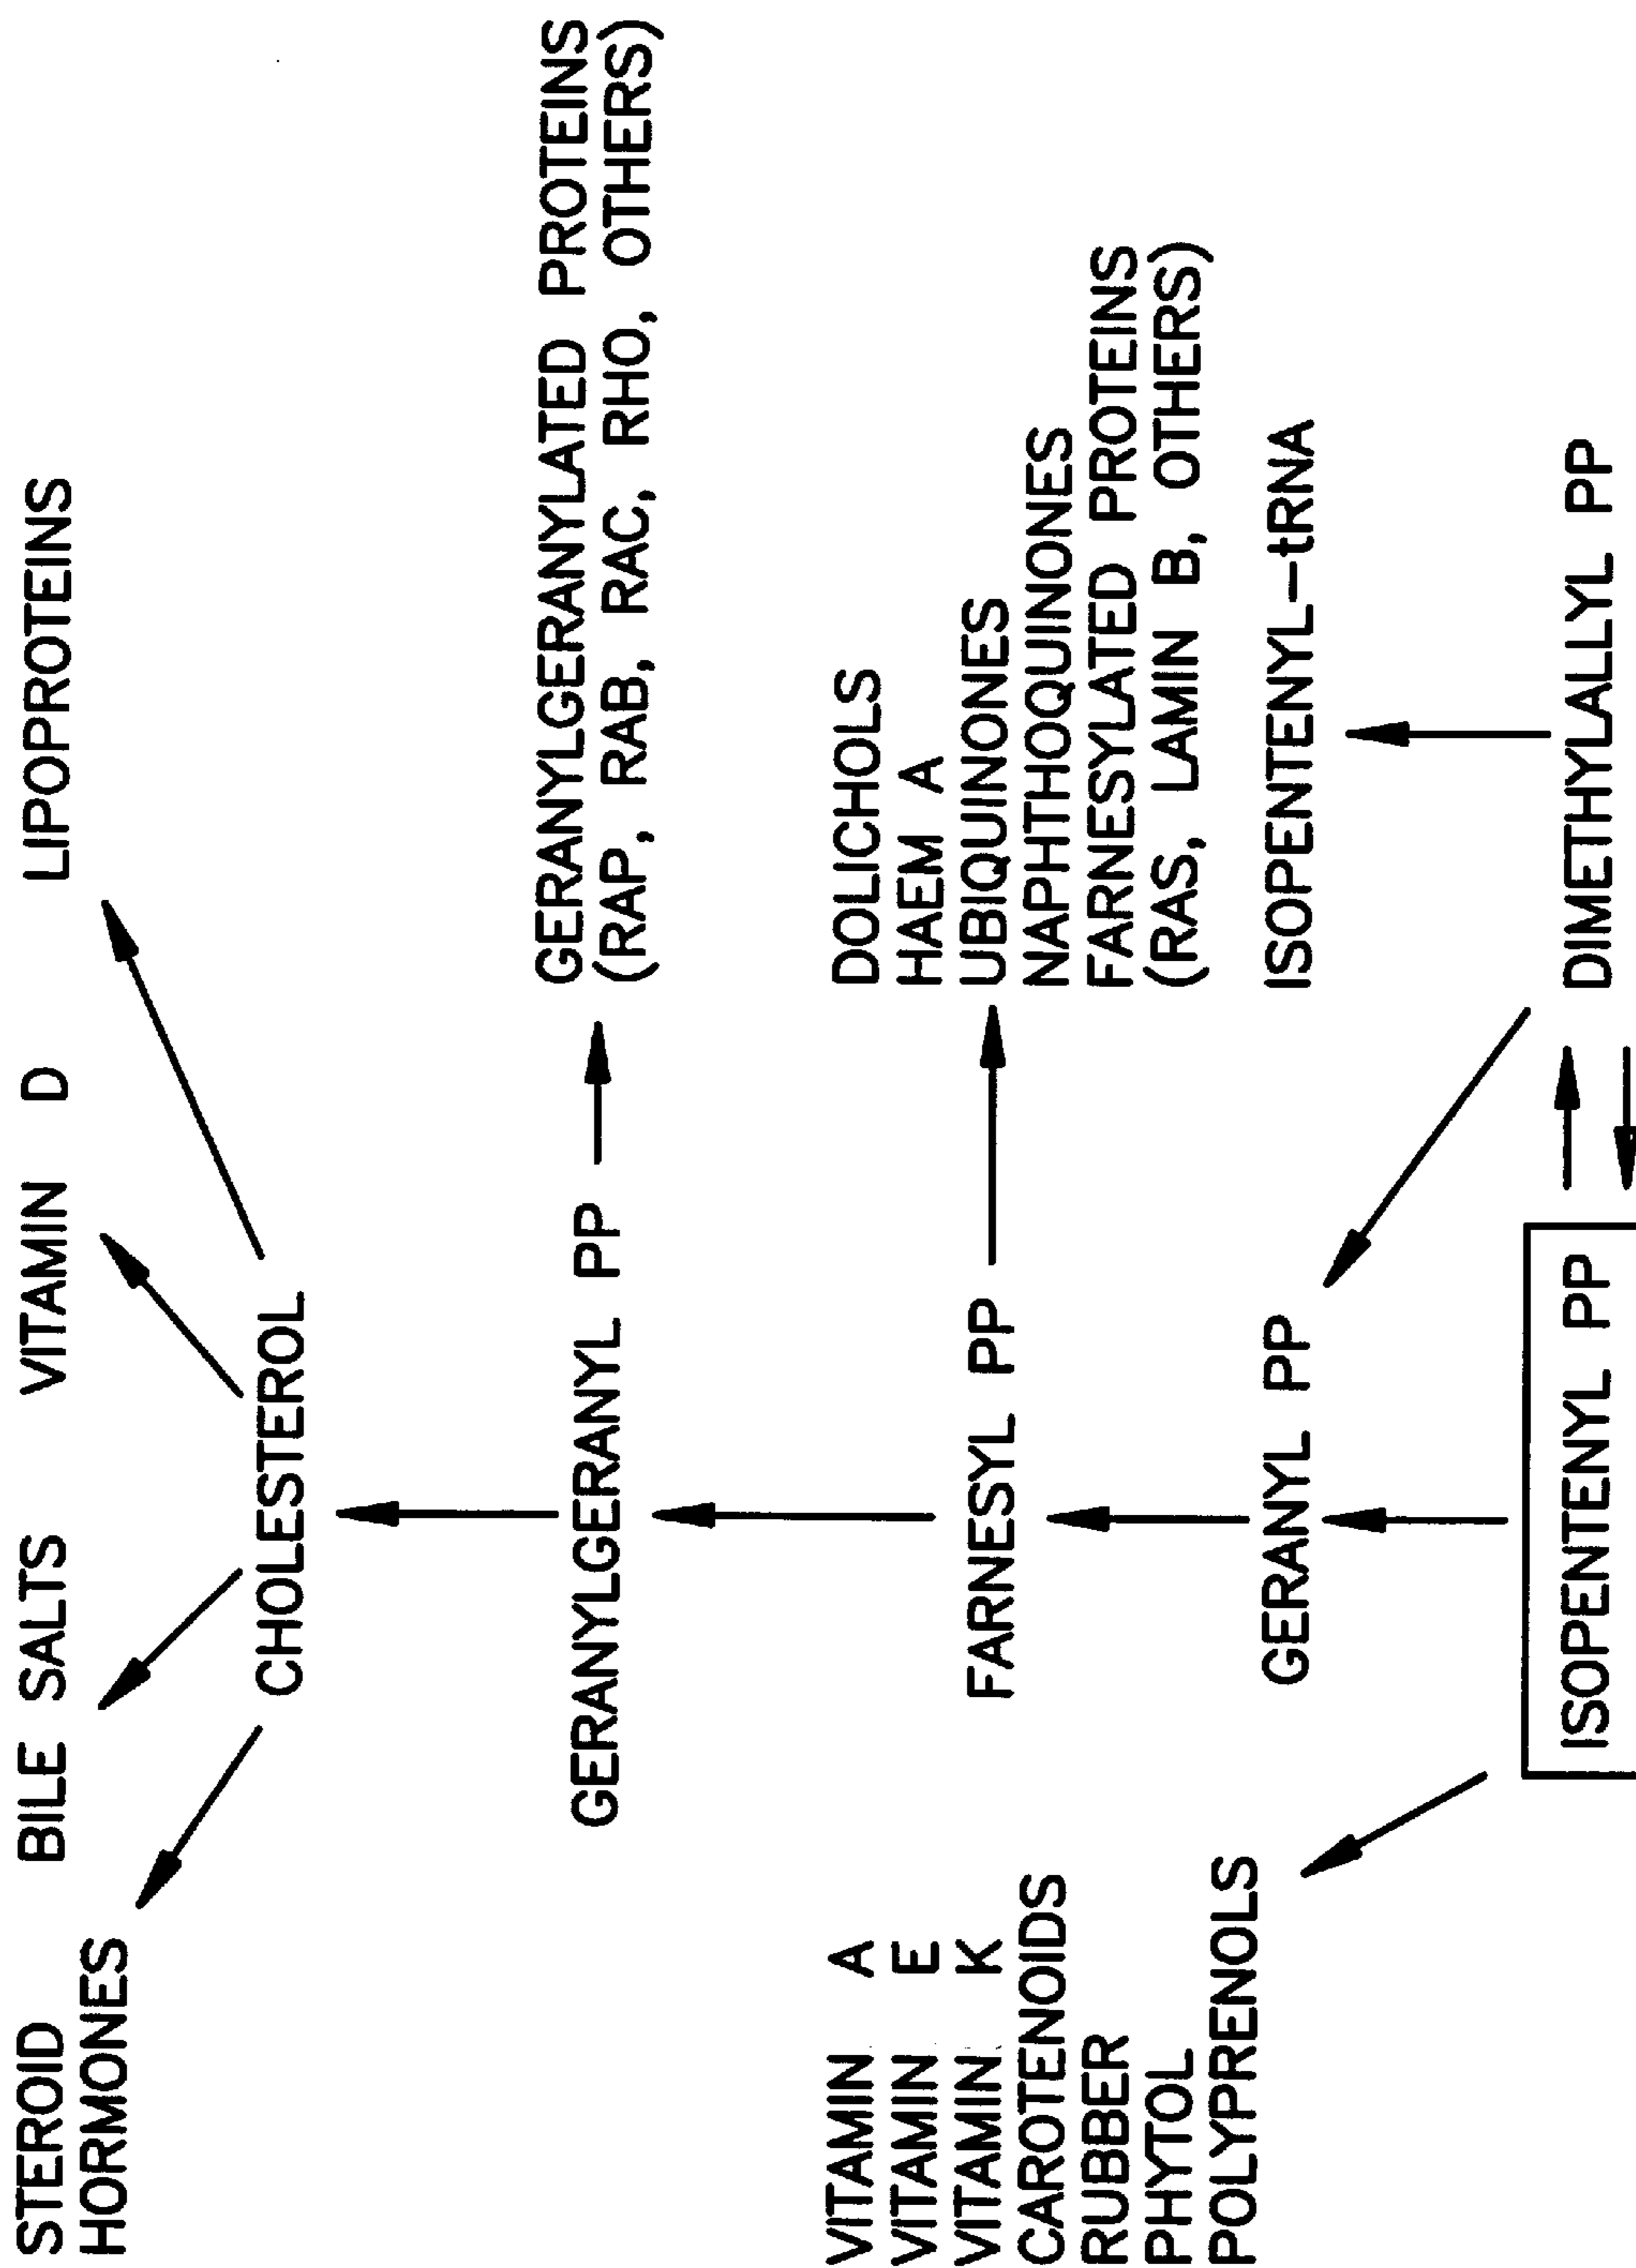 STEROID
HORMONES
BILE SALTS
VITAMIN D
LIPOPROTEINS
CHOLESTEROL
GERANYLGERANYL PP
GERANYLGERANYLATED PROTEINS
(RAP, RAB, RAC, RHO, OTHERS)
VITAMIN A
VITAMIN E
VITAMIN K
CAROTENOIDS
RUBBER
PHYTOL
POLYPRENOLS
FARNESYL PP
DOLICHOLS
HAEM A
UBIQUINONES
NAPHTHOQUINONES
FARNESYLATED PROTEINS
(RAS, LAMIN B, OTHERS)
GERANYL PP
ISOPENTENYL-tRNA
ISOPENTENYL PP
DIMETHYLALLYL PP